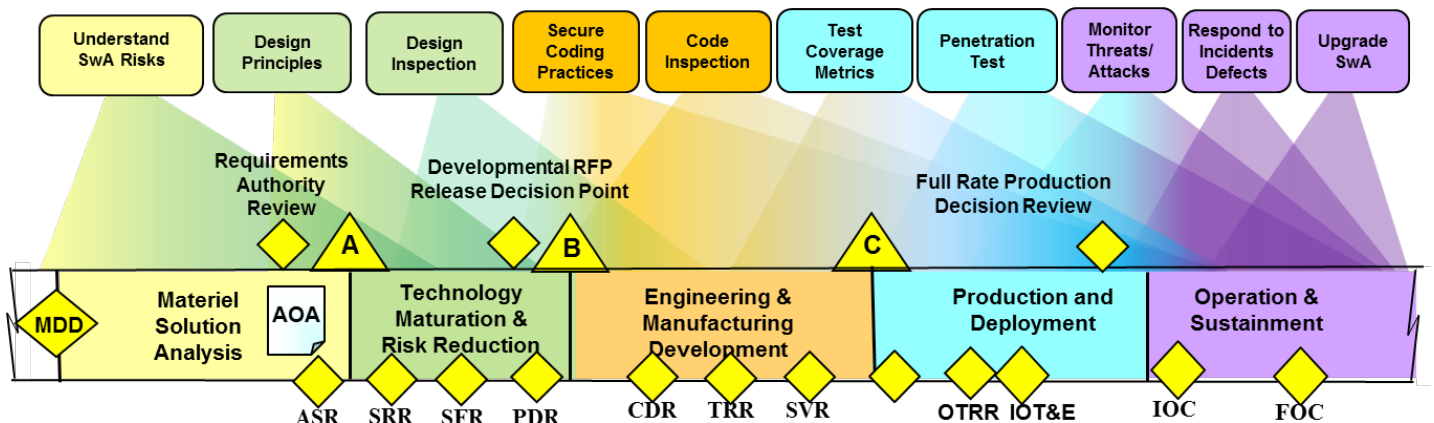 Understand
SwA Risks
Design
Principles
Design
Inspection
Secure
Coding
Practices
Code
Inspection
Test
Coverage
Metrics
Penetration
Test
Monitor
Threats/
Attacks
Respond to
Incidents
Defects
Upgrade
SwA
Requirements
Authority
Review
Developmental RFP
Release Decision Point
Full Rate Production
Decision Review
A
B
C
MDD
Materiel
Solution
Analysis
AOA
Technology
Maturation &
Risk Reduction
Engineering &
Manufacturing
Development
Production and
Deployment
Operation &
Sustainment
ASR
SRR
SFR
PDR
CDR
TRR
SVR
OTRR
IOT&E
IOC
FOC